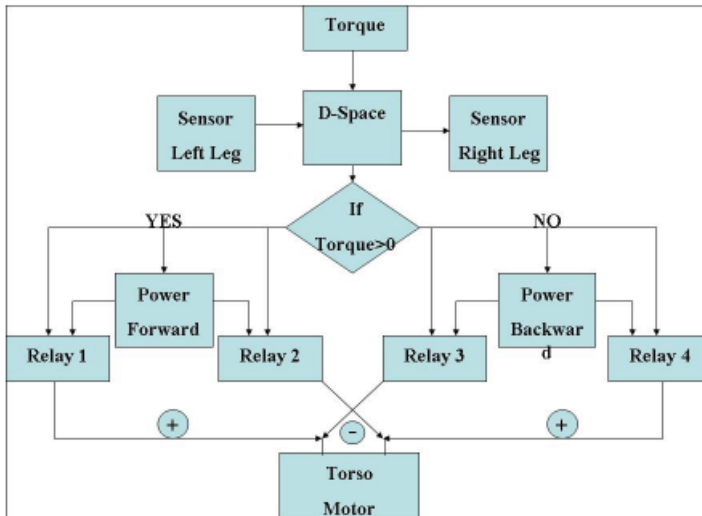 Torque
D-Space
Sensor
Left Leg
Sensor
Right Leg
If
Torque>0
YES
NO
Power
Forward
Power
Backwar
d
Relay 1
Relay 2
Relay 3
Relay 4
+
-
+
Torso
Motor